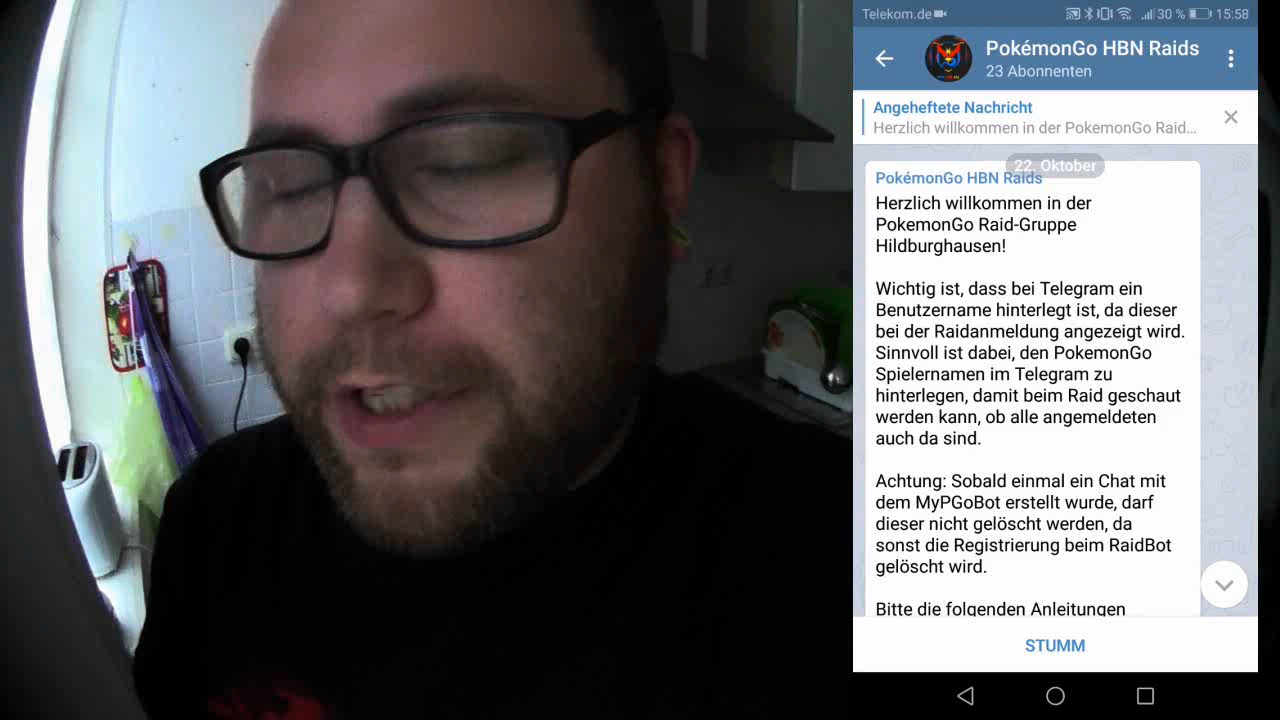 Telekom.de
30 %
15:58
PokémonGo HBN Raids
23 Abonnenten
Angeheftete Nachricht
Herzlich willkommen in der PokemonGo Raid...
22. Oktober
PokémonGo HBN Raids
Herzlich willkommen in der
PokemonGo Raid-Gruppe
Hildburghausen!
Wichtig ist, dass bei Telegram ein
Benutzername hinterlegt ist, da dieser
bei der Raidanmeldung angezeigt wird.
Sinnvoll ist dabei, den PokemonGo
Spielernamen im Telegram zu
hinterlegen, damit beim Raid geschaut
werden kann, ob alle angemeldeten
auch da sind.
Achtung: Sobald einmal ein Chat mit
dem MyPGoBot erstellt wurde, darf
dieser nicht gelöscht werden, da
sonst die Registrierung beim RaidBot
gelöscht wird.
Bitte die folgenden Anleitungen
STUMM